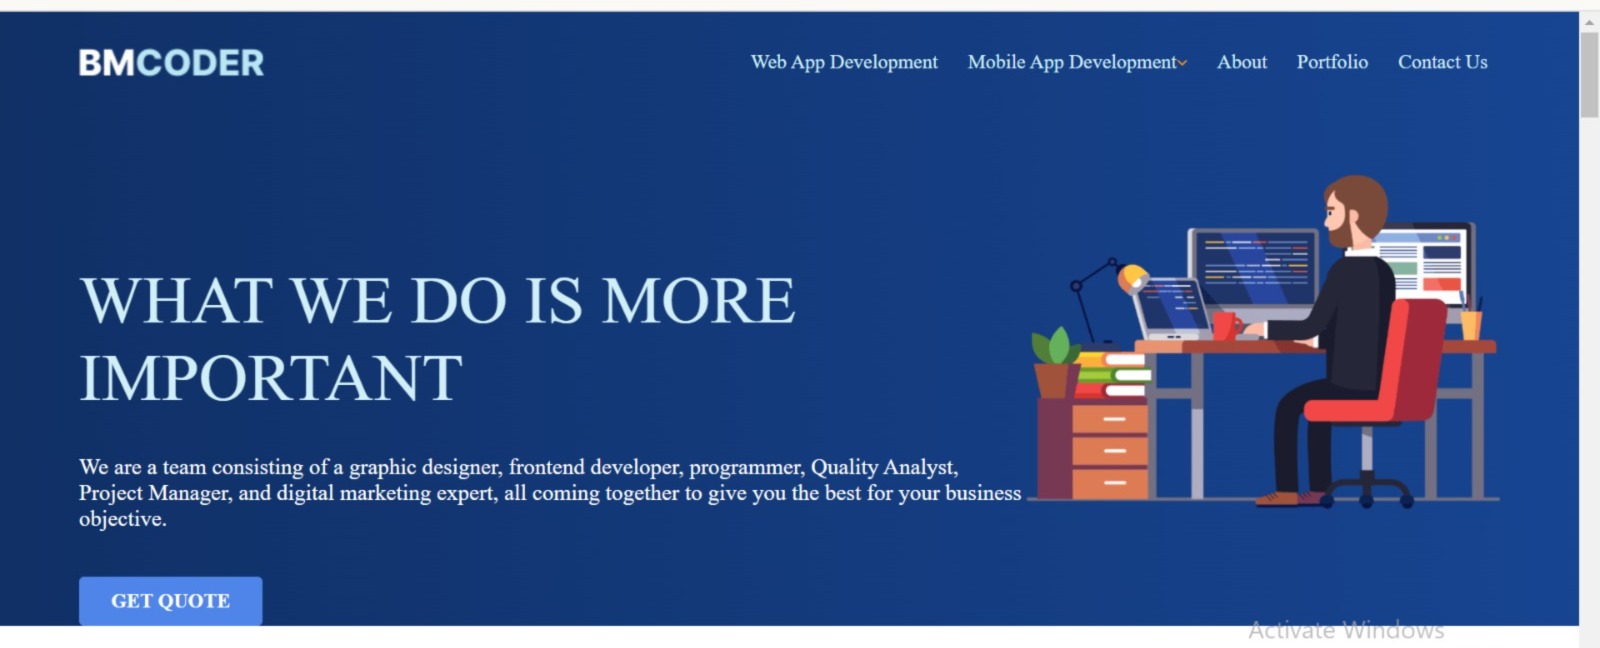 BMCODER
Web App Development Mobile App Development About Portfolio Contact Us
WHAT WE DO IS MORE
IMPORTANT
We are a team consisting of a graphic designer, frontend developer, programmer, Quality Analyst,
Project Manager, and digital marketing expert, all coming together to give you the best for your business
objective.
GET QUOTE
Activate Windows